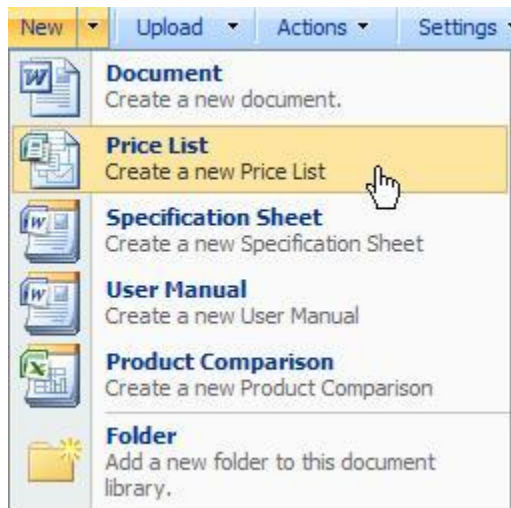 New Upload Actions Settings
Document
Create a new document.
Price List
Create a new Price List
Specification Sheet
Create a new Specification Sheet
User Manual
Create a new User Manual
Product Comparison
Create a new Product Comparison
Folder
Add a new folder to this document
library.